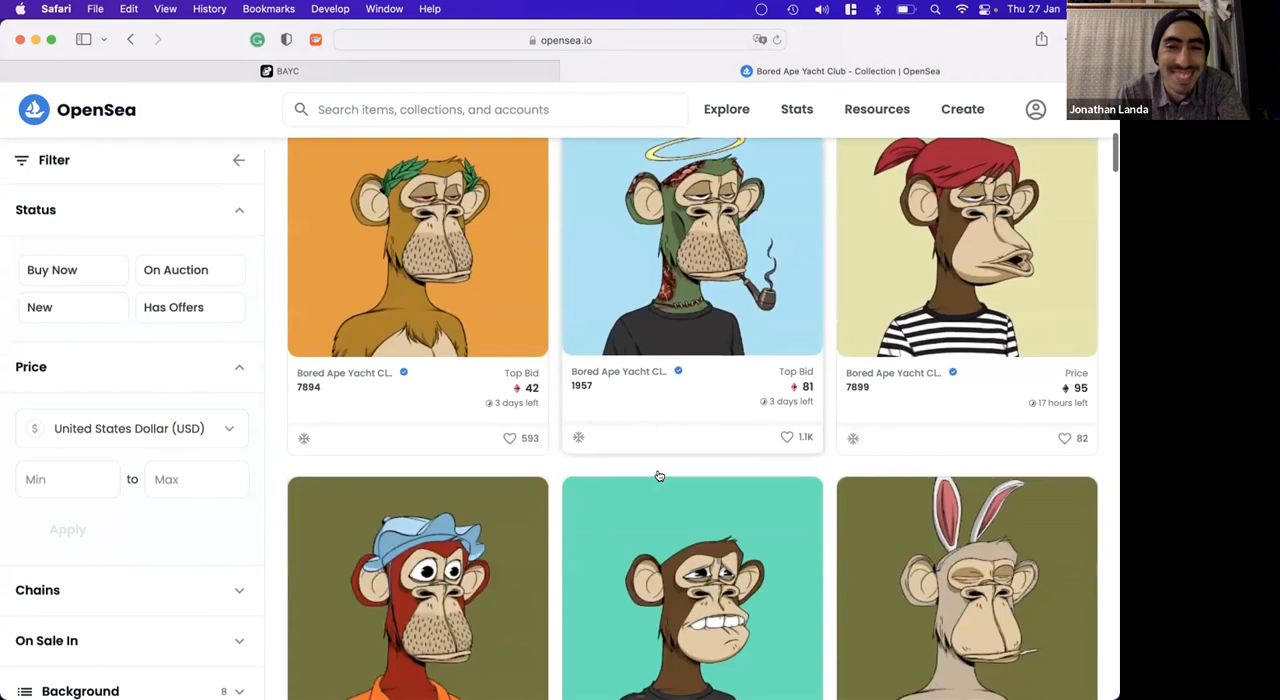 Safari File Edit View History Bookmarks Develop Window Help Thu 27 Jan
opensea.io
BAYC
Bored Ape Yacht Club - Collection | OpenSea
Jonathan Landa
OpenSea
Search items, collections, and accounts
Explore Stats Resources Create
Filter
Status
Buy Now On Auction
New Has Offers
Price
$ United States Dollar (USD)
Min to Max
Apply
Chains
On Sale In
Background 8
Bored Ape Yacht CL.. Top Bid
7894 42
3 days left
593
Bored Ape Yacht CL.. Top Bid
1957 81
3 days left
1.1K
Bored Ape Yacht CL.. Price
7899 95
17 hours left
82